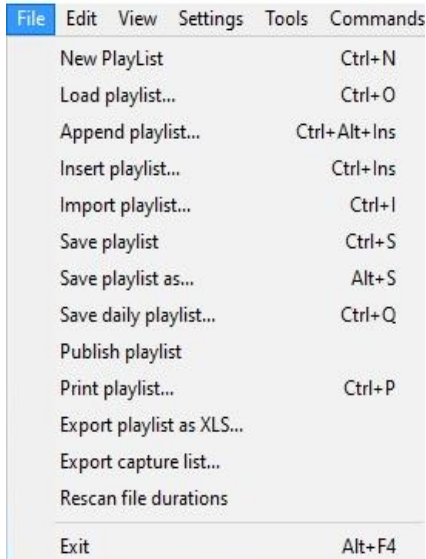 File Edit View Settings Tools Commands
New PlayList Ctrl+N
Load playlist... Ctrl+O
Append playlist... Ctrl+Alt+Ins
Insert playlist... Ctrl+Ins
Import playlist... Ctrl+I
Save playlist Ctrl+S
Save playlist as... Alt+S
Save daily playlist... Ctrl+Q
Publish playlist
Print playlist... Ctrl+P
Export playlist as XLS...
Export capture list...
Rescan file durations
Exit Alt+F4